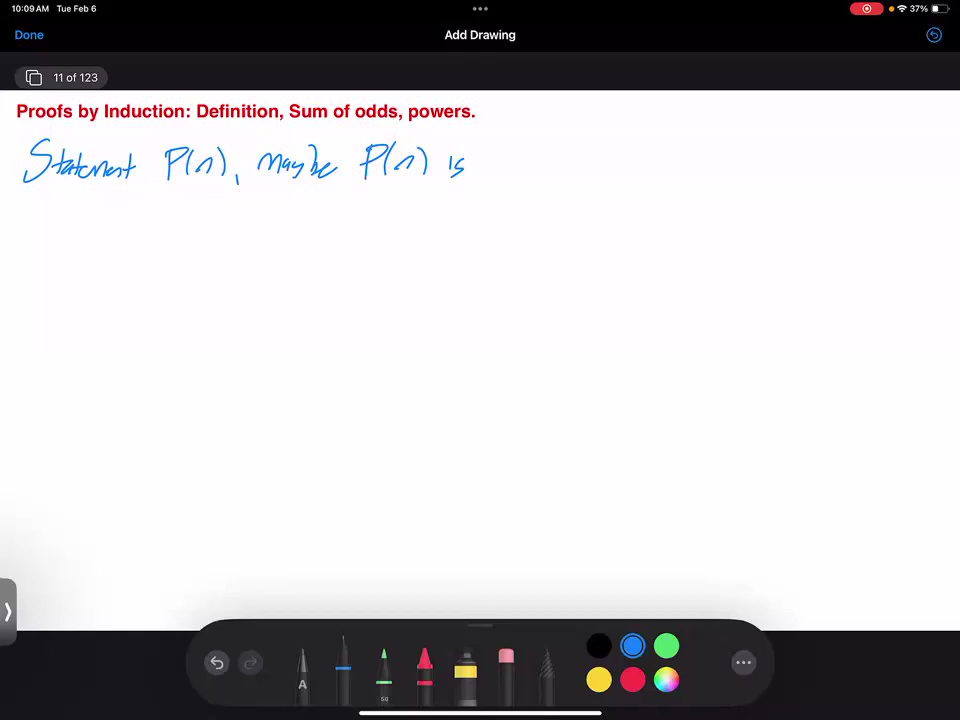 10:09 AM Tue Feb 6
37%
Done
Add Drawing
11 of 123
Proofs by Induction: Definition, Sum of odds, powers.
Statement P(n), maybe P(n) is
A
50